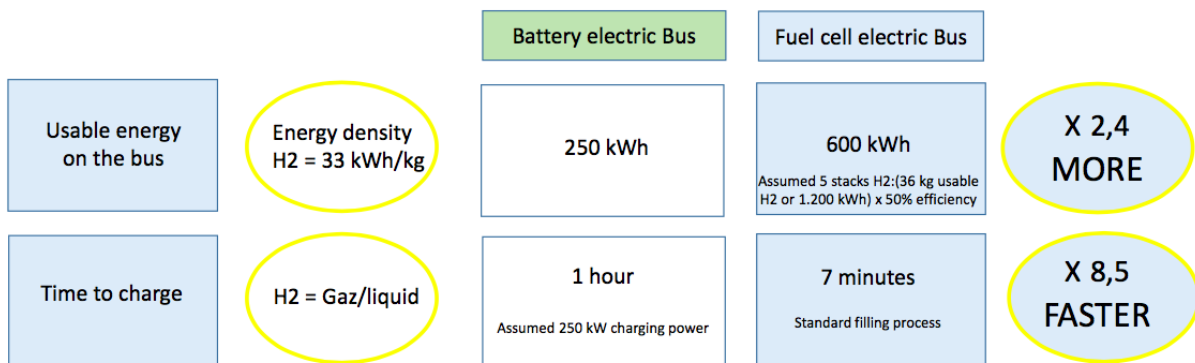 Battery electric Bus
Fuel cell electric Bus
Usable energy
on the bus
Energy density
H2 = 33 kWh/kg
250 kWh
600 kWh
Assumed 5 stacks H2:(36 kg usable
H2 or 1.200 kWh) x 50% efficiency
X 2,4
MORE
Time to charge
H2 = Gaz/liquid
1 hour
Assumed 250 kW charging power
7 minutes
Standard filling process
X 8,5
FASTER